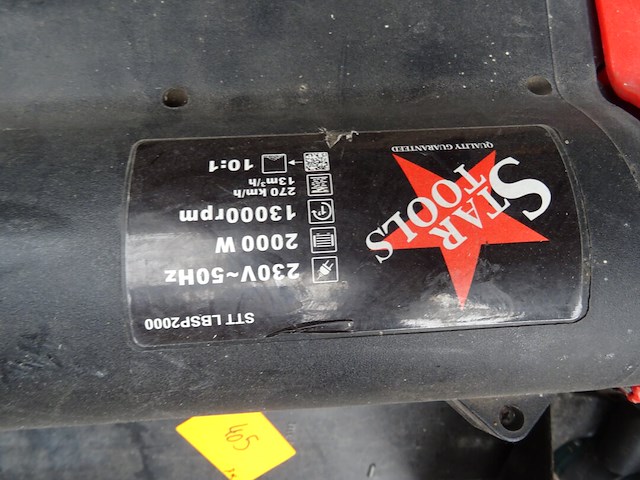 STAR
TOOLS
QUALITY GUARANTEED
STT LBSP2000
230V~50Hz
2000 W
13000rpm
270 km/h
13m³/h
10:1
405